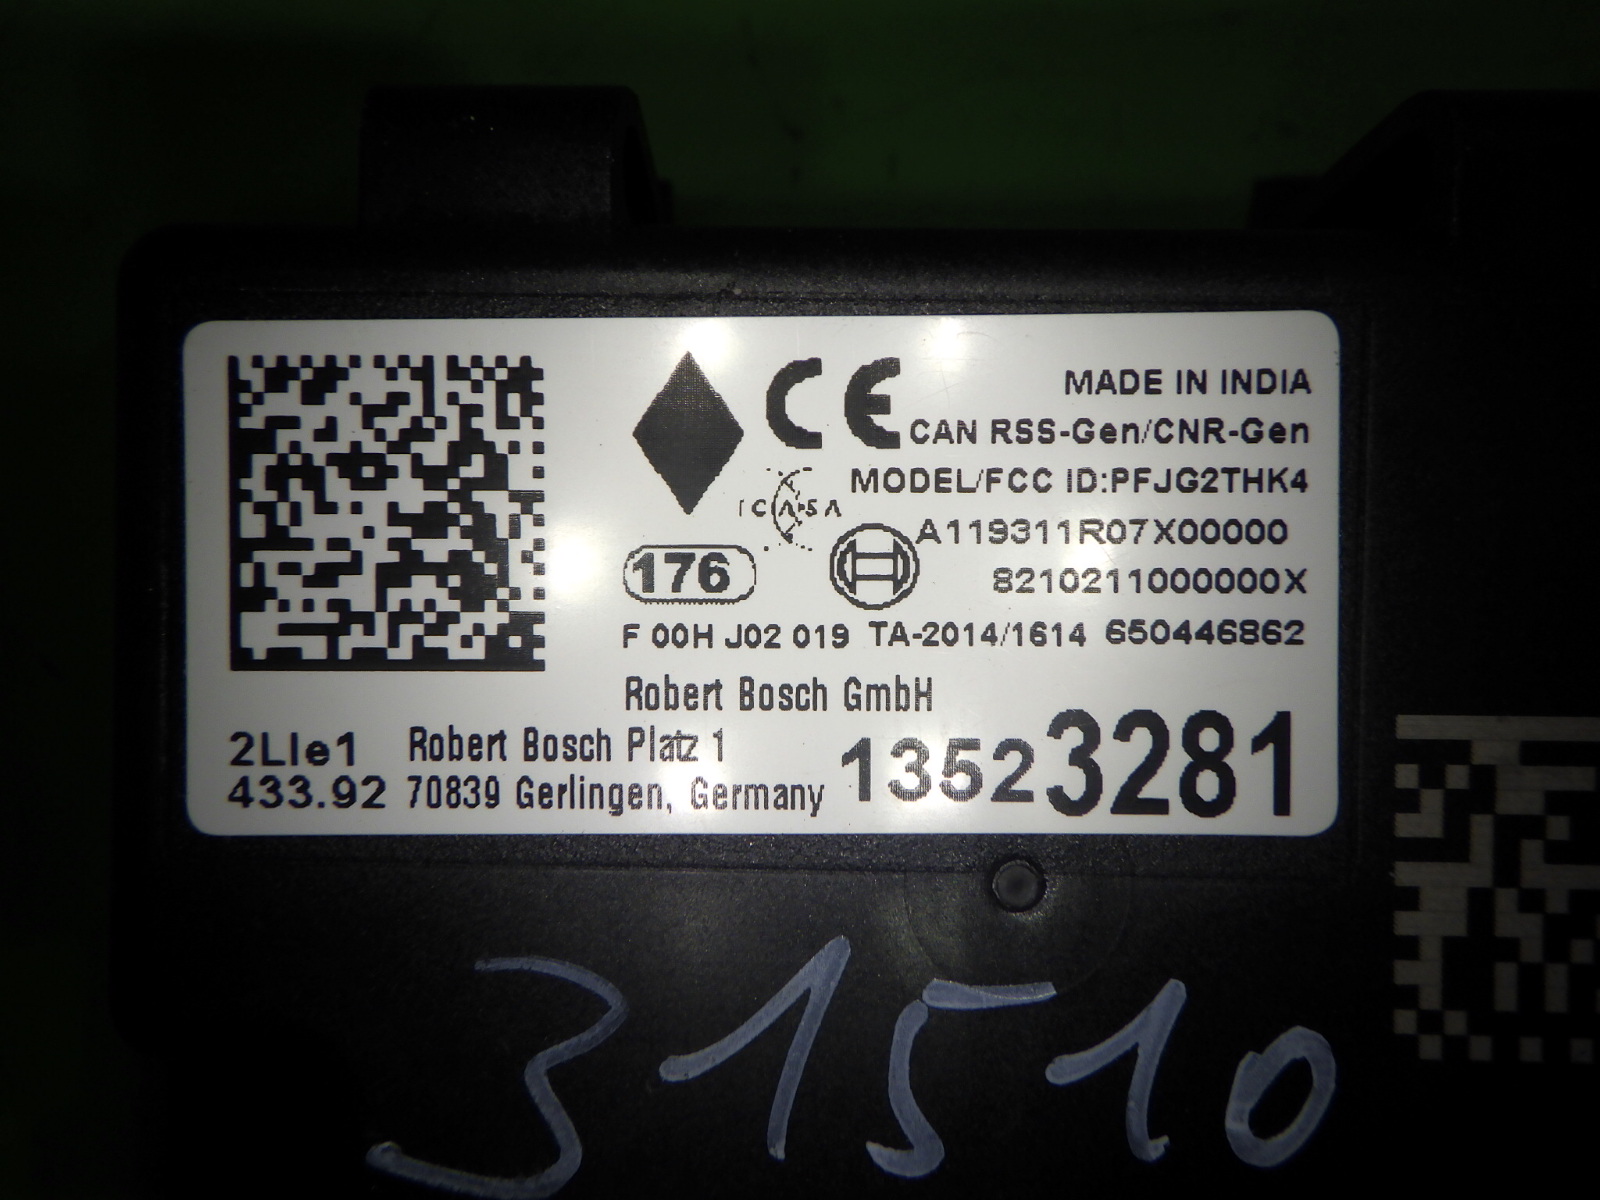 CE
MADE IN INDIA
CAN RSS-Gen/CNR-Gen
MODEL/FCC ID:PFJG2THK4
ICASA
A119311R07X00000
176
8210211000000X
F 00H J02 019 TA-2014/1614 650446862
Robert Bosch GmbH
2LIe1 Robert Bosch Platz 1
433.92 70839 Gerlingen, Germany 13523281
31510